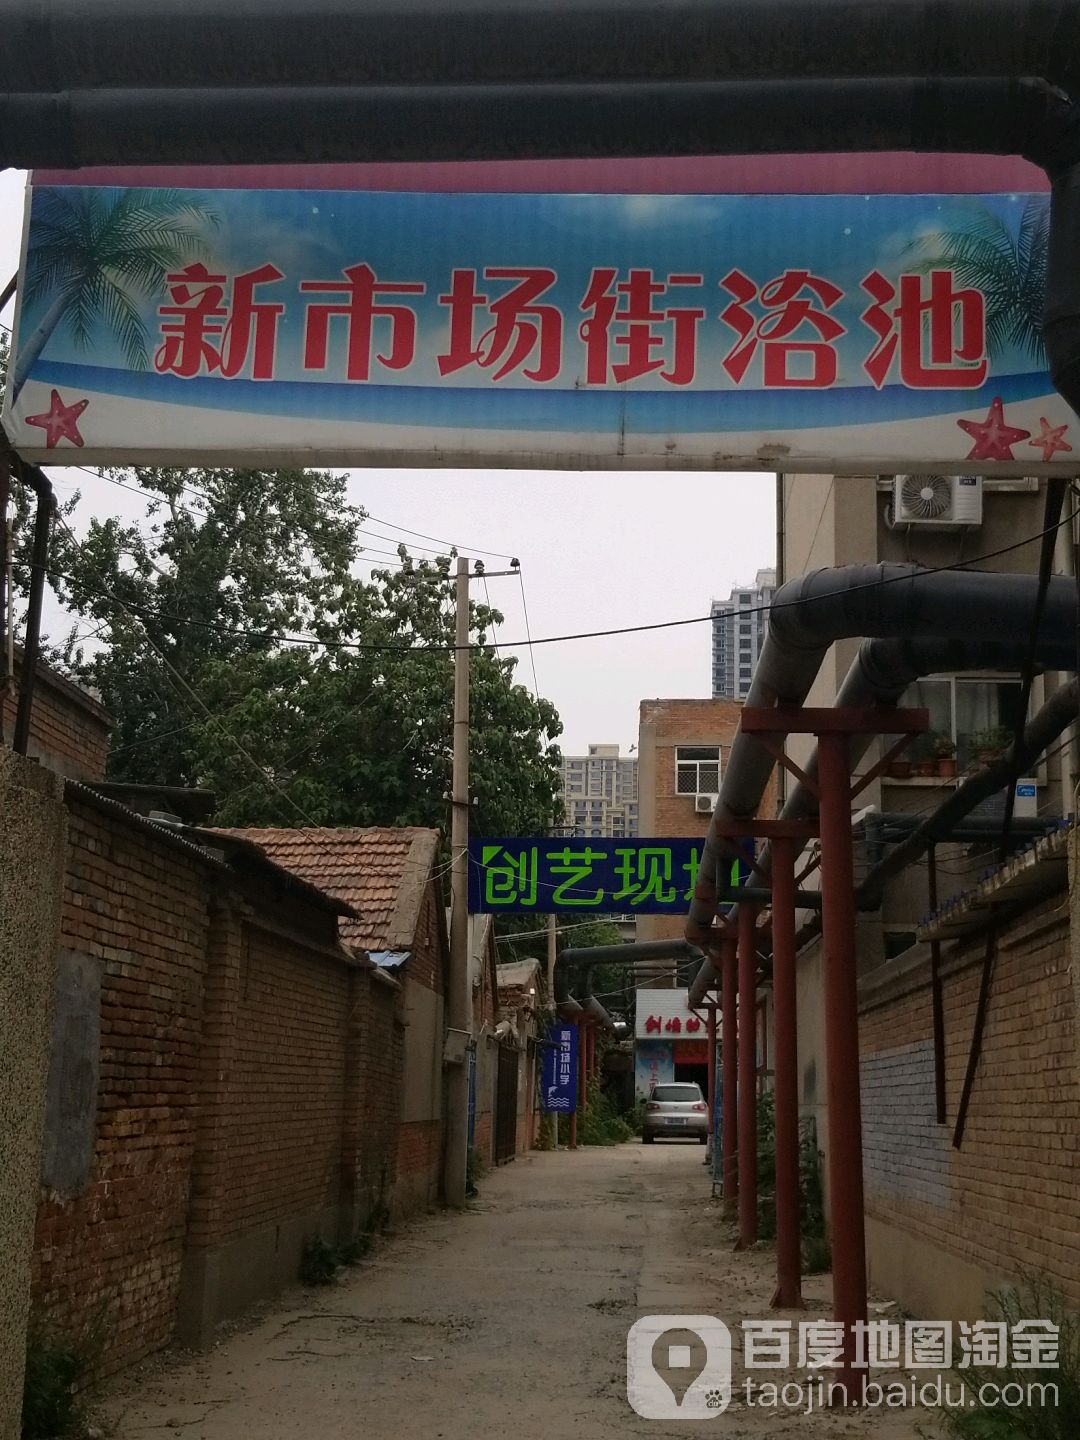 新市场街浴池
创艺现
新市场小学
百度地图淘金
taojin.baidu.com